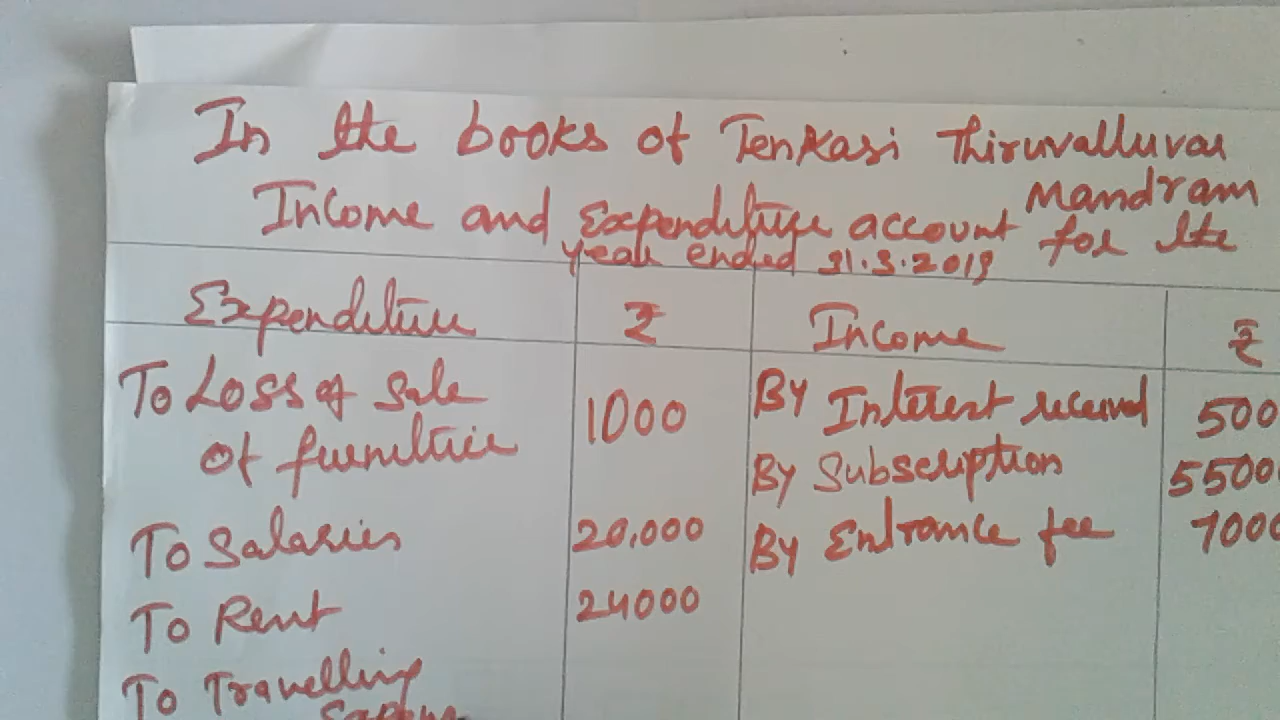 In the books of Tenkasi Thiruvalluvar
Mandram
Income and Expenditure account for the
year ended 31.3.2019
Expenditure ₹ Income ₹
To Loss of Sale 1000 By Interest received 500
of furniture By Subscription 5500
To Salaries 20,000 By Entrance fee 7000
To Rent 24000
To Travelling